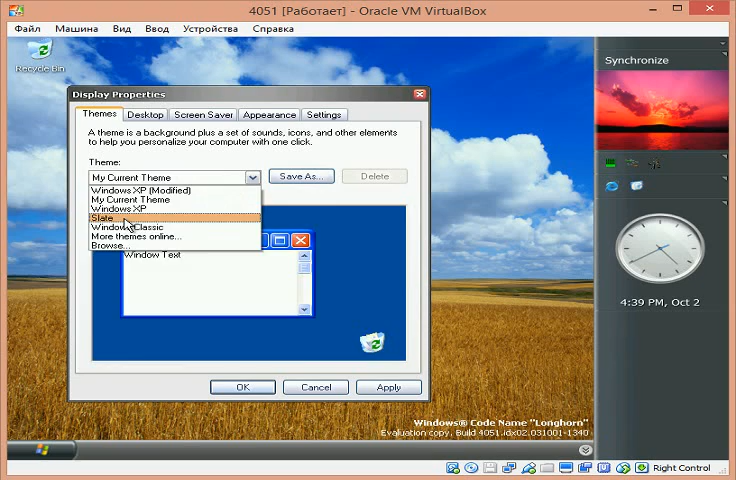 4051 [Работает] - Oracle VM VirtualBox
Файл Машина Вид Ввод Устройства Справка
Recycle Bin
Synchronize
4:39 PM, Oct 2
Display Properties
Themes Desktop Screen Saver Appearance Settings
A theme is a background plus a set of sounds, icons, and other elements
to help you personalize your computer with one click.
Theme:
My Current Theme
Save As...
Delete
Windows XP (Modified)
My Current Theme
Windows XP
Slate
Windows Classic
More themes online...
Browse...
Window Text
OK Cancel Apply
Windows® Code Name "Longhorn"
Evaluation copy. Build 4051.idx02.031001-1340
Right Control